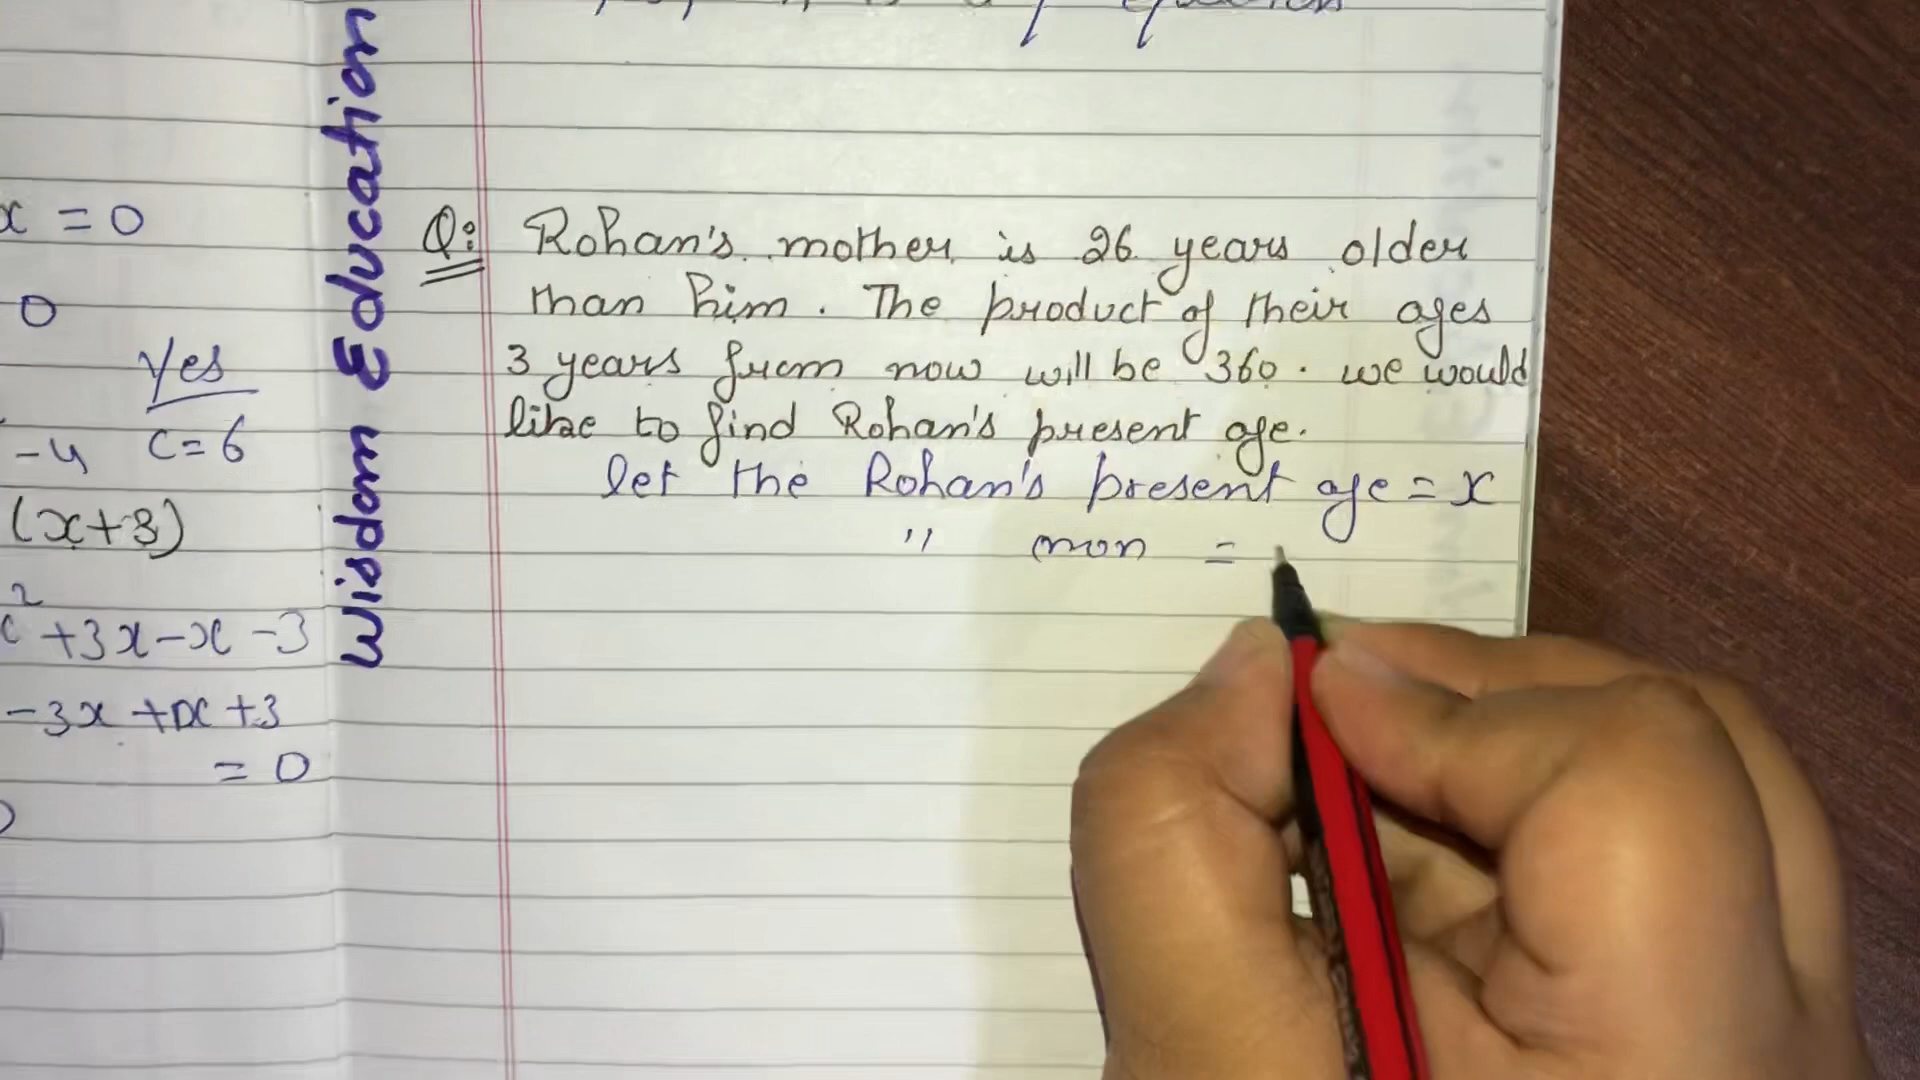 x = 0
0
Yes
-4 c=6
(x+3)
+3x-x-3
-3x+x+3
= 0
Wisdom Education
Q: Rohan's mother is 26 years older
than him. The product of their ages
3 years from now will be 360. we would
like to find Rohan's present age.
let the Rohan's present age = x
" mon =